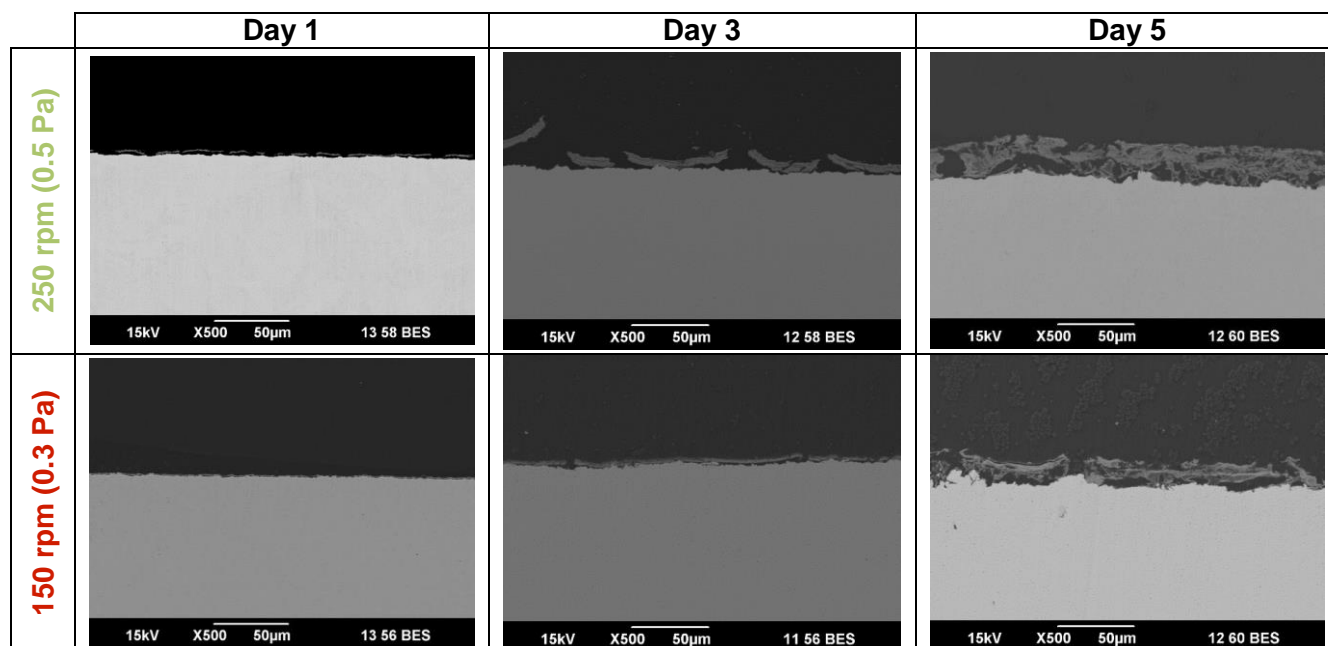 Day 1 Day 3 Day 5
250 rpm (0.5 Pa)
15kV X500 50µm 13 58 BES
15kV X500 50µm 12 58 BES
15kV X500 50µm 12 60 BES
150 rpm (0.3 Pa)
15kV X500 50µm 13 56 BES
15kV X500 50µm 11 56 BES
15kV X500 50µm 12 60 BES